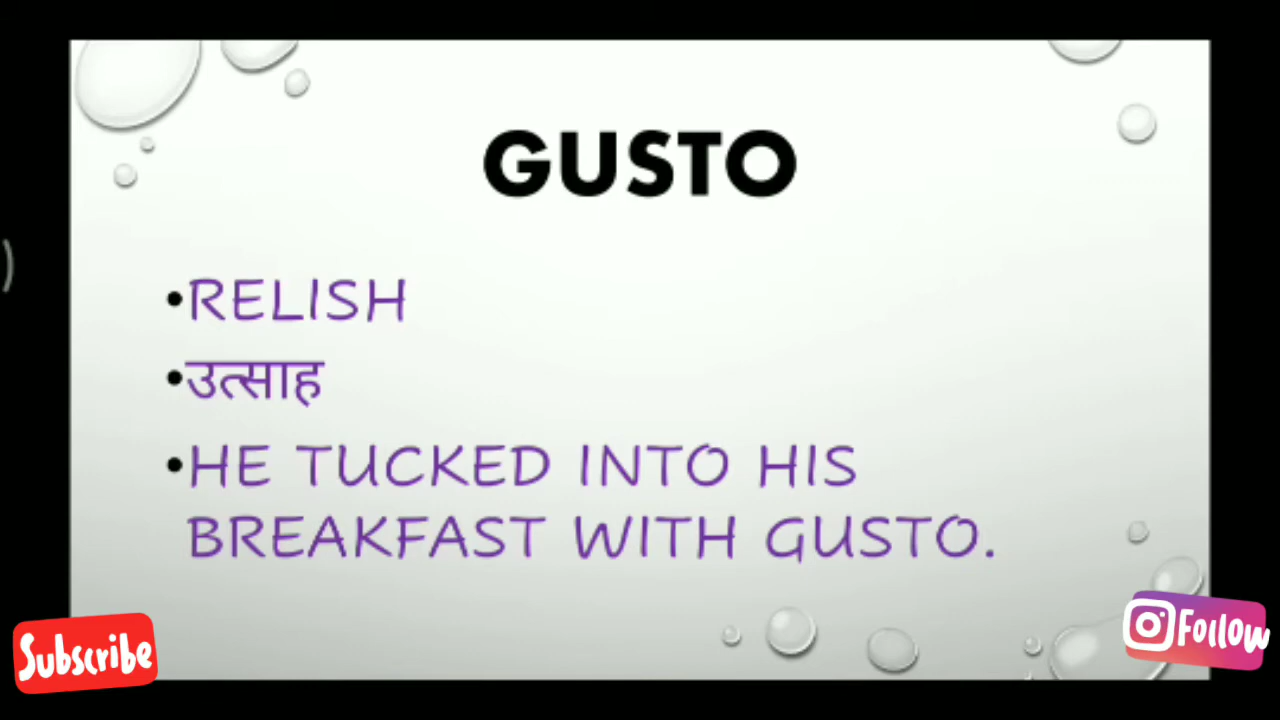 GUSTO
•RELISH
•उत्साह
•HE TUCKED INTO HIS
BREAKFAST WITH GUSTO.
Subscribe
Follow